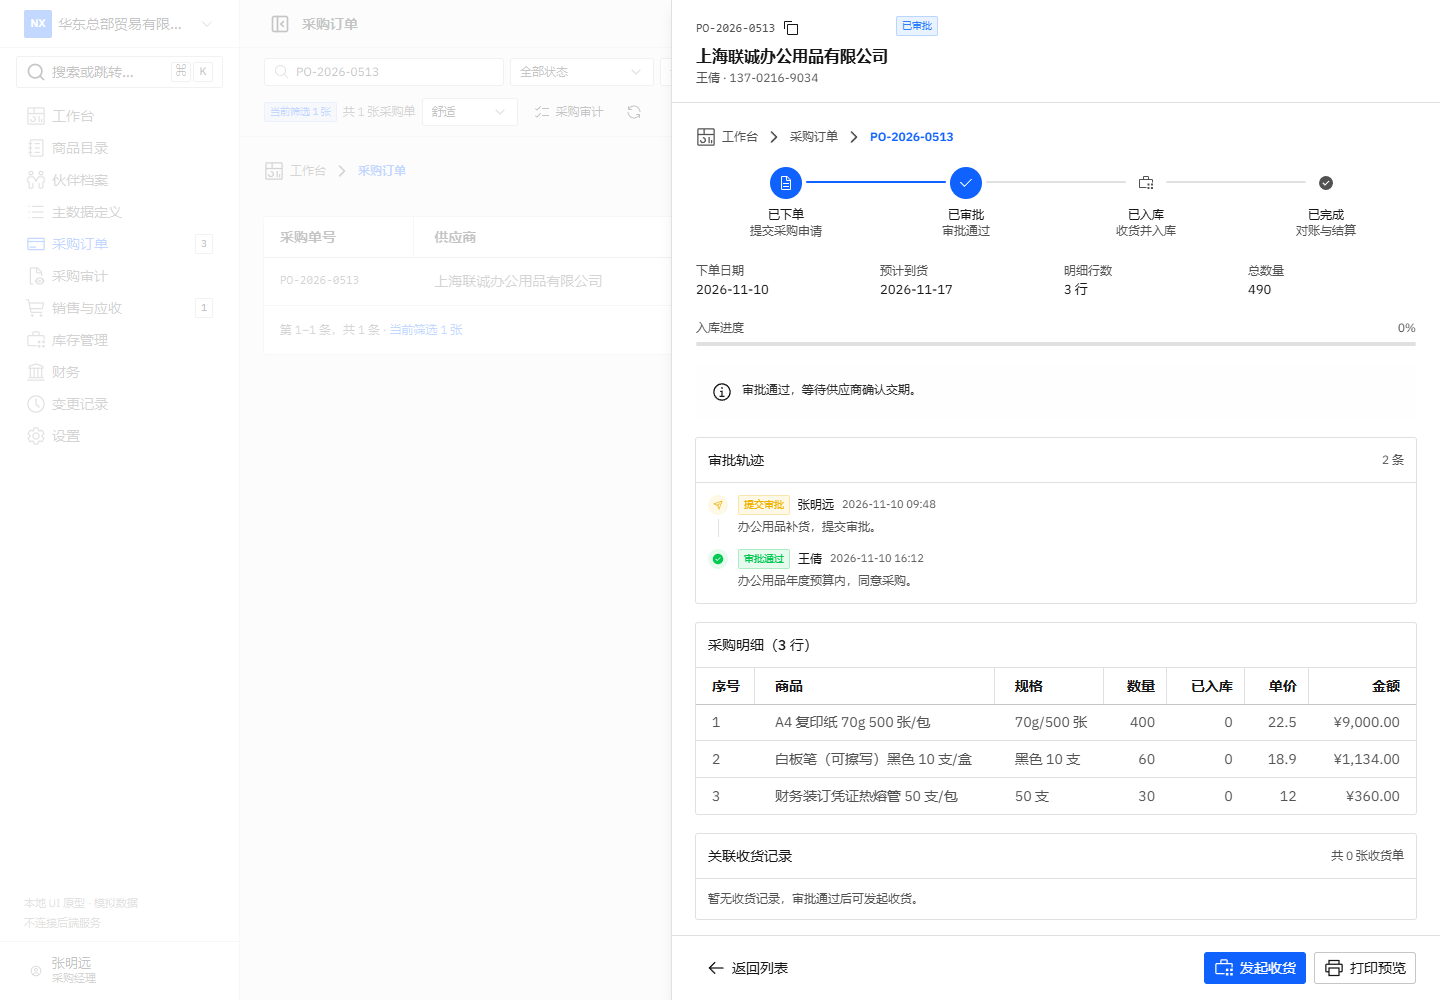 NX 华东总部贸易有限...
搜索或跳转... ⌘ K
工作台
商品目录
伙伴档案
主数据定义
采购订单 3
采购审计
销售与应收 1
库存管理
财务
变更记录
设置
本地 UI 原型 · 模拟数据
不连接后端服务
张明远
采购经理
采购订单
PO-2026-0513 全部状态
当前筛选 1 张 共 1 张采购单 舒适 采购审计
工作台 采购订单
采购单号 供应商
PO-2026-0513 上海联诚办公用品有限公司
第 1–1 条，共 1 条 · 当前筛选 1 张
PO-2026-0513 已审批
上海联诚办公用品有限公司
王倩 · 137-0216-9034
工作台 采购订单 PO-2026-0513
已下单 已审批 已入库 已完成
提交采购申请 审批通过 收货并入库 对账与结算
下单日期 预计到货 明细行数 总数量
2026-11-10 2026-11-17 3 行 490
入库进度 0%
审批通过，等待供应商确认交期。
审批轨迹 2 条
提交审批 张明远 2026-11-10 09:48
办公用品补货，提交审批。
审批通过 王倩 2026-11-10 16:12
办公用品年度预算内，同意采购。
采购明细（3 行）
序号 商品 规格 数量 已入库 单价 金额
1 A4 复印纸 70g 500 张/包 70g/500 张 400 0 22.5 ¥9,000.00
2 白板笔（可擦写）黑色 10 支/盒 黑色 10 支 60 0 18.9 ¥1,134.00
3 财务装订凭证热熔管 50 支/包 50 支 30 0 12 ¥360.00
关联收货记录 共 0 张收货单
暂无收货记录，审批通过后可发起收货。
返回列表 发起收货 打印预览